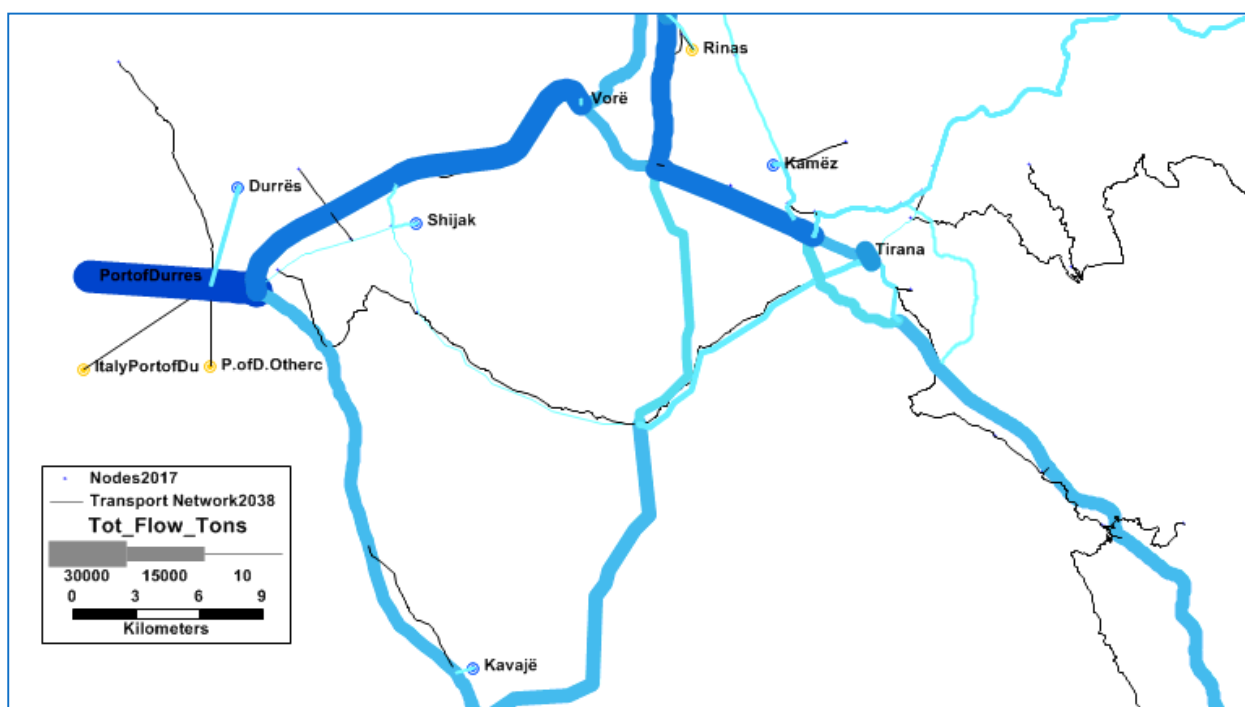 Rinas
Vorë
Kamëz
Durrës
Shijak
Tirana
PortofDurres
ItalyPortofDu
P.ofD.Otherc
Nodes2017
Transport Network2038
Tot_Flow_Tons
30000 15000 10
0 3 6 9
Kilometers
Kavajë